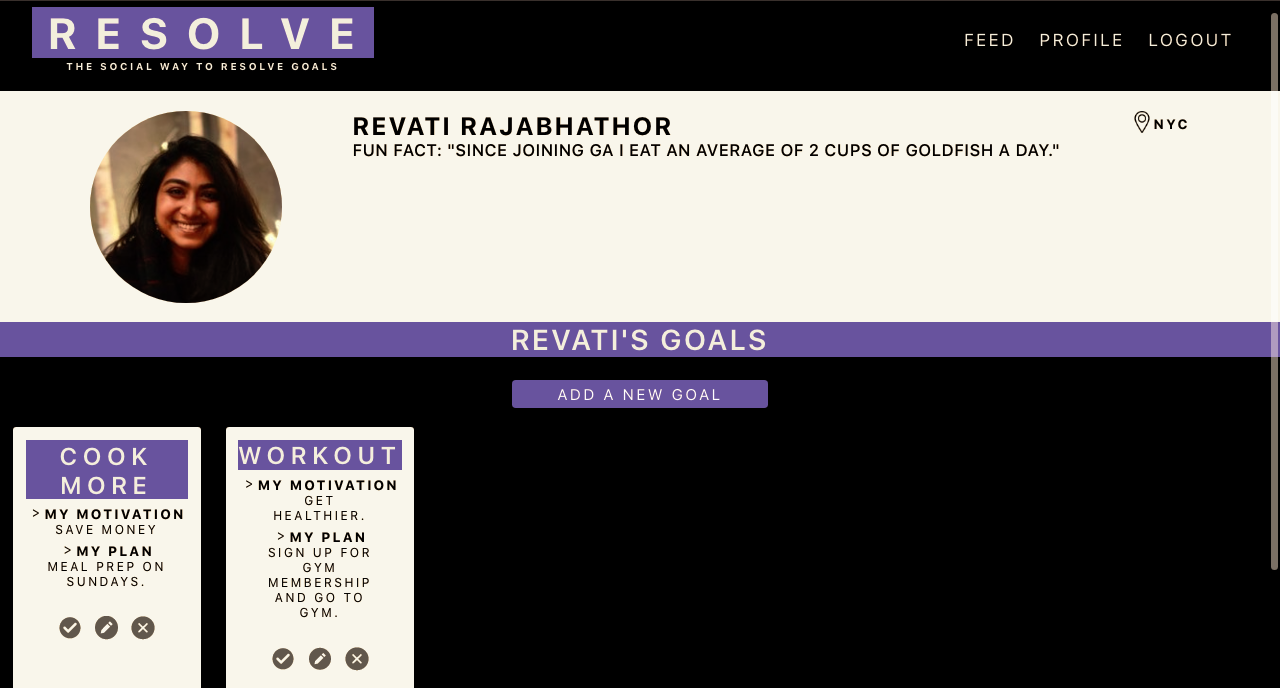 RESOLVE
THE SOCIAL WAY TO RESOLVE GOALS
FEED PROFILE LOGOUT
REVATI RAJABHATHOR
FUN FACT: "SINCE JOINING GA I EAT AN AVERAGE OF 2 CUPS OF GOLDFISH A DAY."
NYC
REVATI'S GOALS
ADD A NEW GOAL
COOK
MORE
> MY MOTIVATION
SAVE MONEY
> MY PLAN
MEAL PREP ON
SUNDAYS.
WORKOUT
> MY MOTIVATION
GET
HEALTHIER.
> MY PLAN
SIGN UP FOR
GYM
MEMBERSHIP
AND GO TO
GYM.